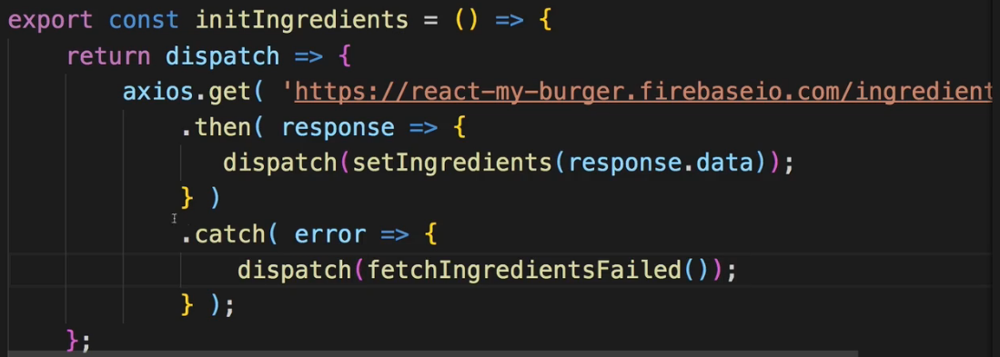 export const initIngredients = () => {
return dispatch => {
axios.get( 'https://react-my-burger.firebaseio.com/ingredient
.then( response => {
dispatch(setIngredients(response.data));
} )
.catch( error => {
dispatch(fetchIngredientsFailed());
} );
};